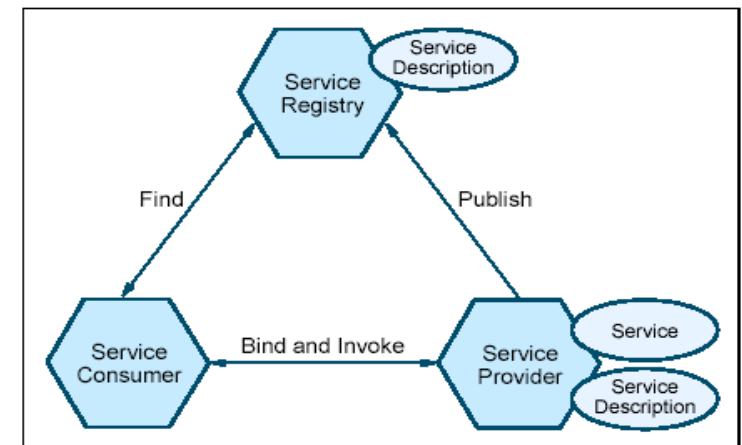 Service
Description
Service
Registry
Find
Publish
Bind and Invoke
Service
Consumer
Service
Provider
Service
Service
Description